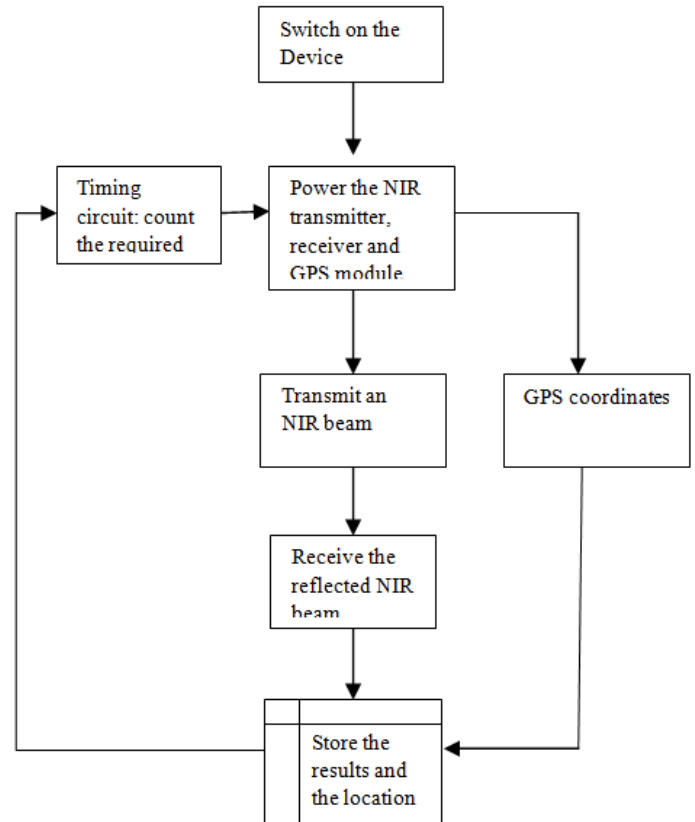 Switch on the
Device
Timing
circuit: count
the required
Power the NIR
transmitter,
receiver and
GPS module
Transmit an
NIR beam
GPS coordinates
Receive the
reflected NIR
beam
Store the
results and
the location